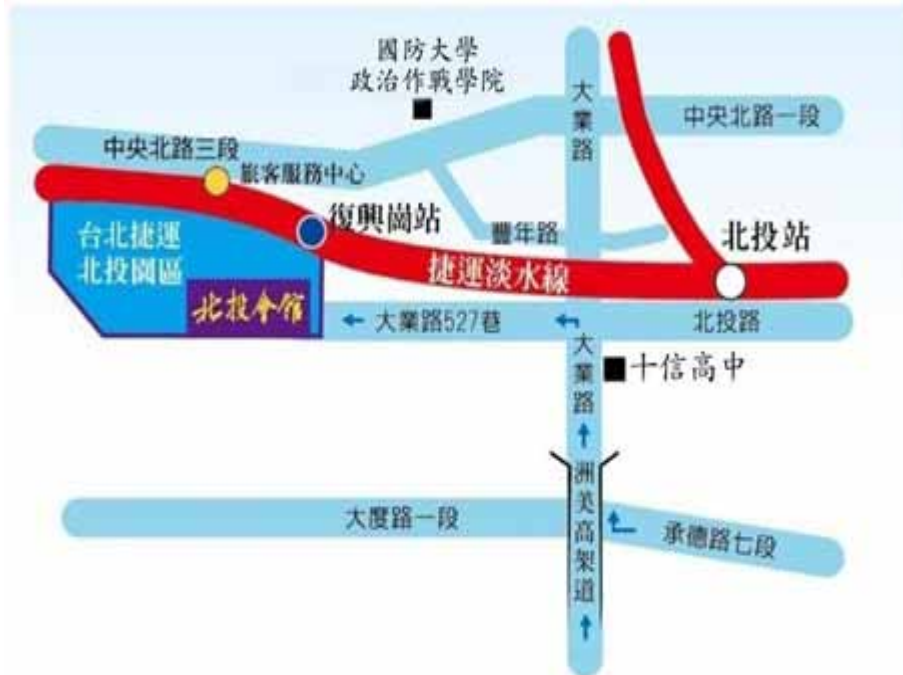 國防大學
政治作戰學院
大業路
中央北路一段
中央北路三段
旅客服務中心
復興崗站
豐年路
北投站
台北捷運
北投園區
捷運淡水線
北投會館
大業路527巷
北投路
大業路
十信高中
洲美高架道
大度路一段
承德路七段